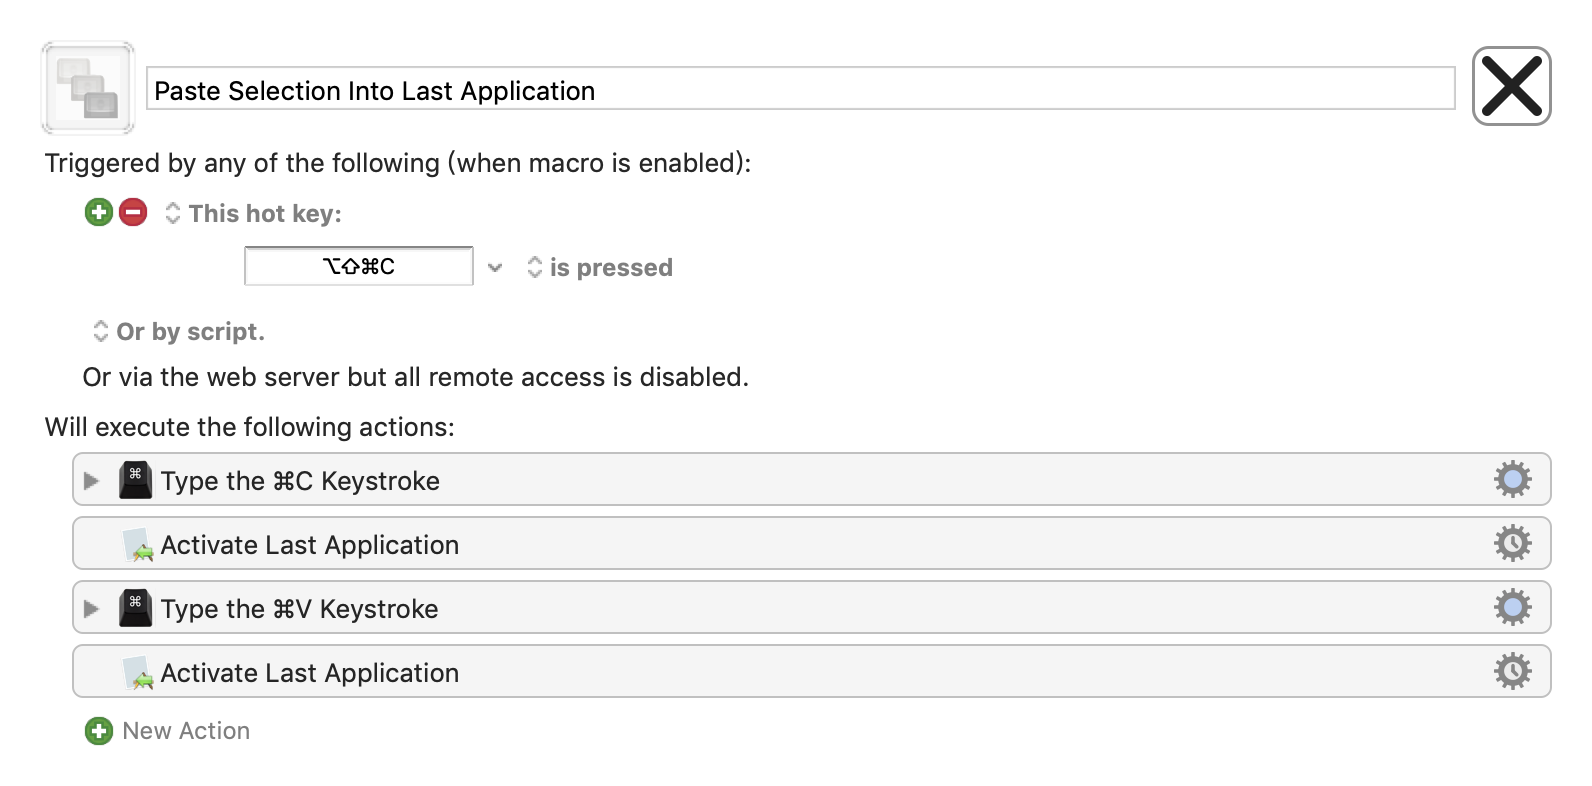 Paste Selection Into Last Application
Triggered by any of the following (when macro is enabled):
This hot key:
⌥⇧⌘C is pressed
Or by script.
Or via the web server but all remote access is disabled.
Will execute the following actions:
⌘ Type the ⌘C Keystroke
Activate Last Application
⌘ Type the ⌘V Keystroke
Activate Last Application
New Action